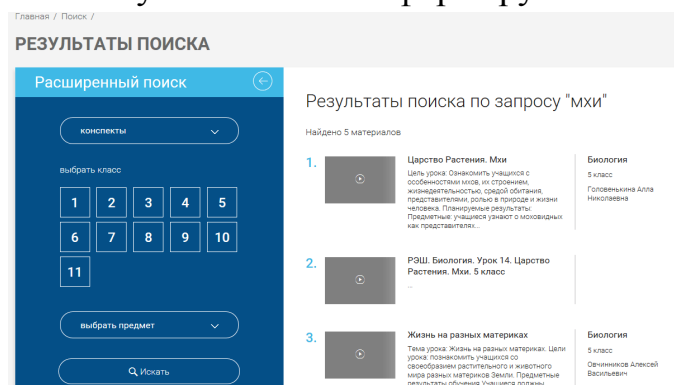 Главная / Поиск /
РЕЗУЛЬТАТЫ ПОИСКА
Расширенный поиск
конспекты
выбрать класс
1 2 3 4 5
6 7 8 9 10
11
выбрать предмет
Искать
Результаты поиска по запросу "мхи"
Найдено 5 материалов
1.
Царство Растения. Мхи
Цель урока: Ознакомить учащихся с
особенностями мхов, их строением,
жизнедеятельностью, средой обитания,
представителями, ролью в природе и жизни
человека. Планируемые результаты:
Предметные: учащиеся узнают о моховидных
как представителях...
Биология
5 класс
Головенькина Алла
Николаевна
2.
РЭШ. Биология. Урок 14. Царство
Растения. Мхи. 5 класс
...
3.
Жизнь на разных материках
Тема урока: Жизнь на разных материках. Цели
урока: познакомить учащихся со
своеобразием растительного и животного
мира разных материков Земли. Предметные
результаты обучения Учащиеся должны
Биология
5 класс
Овчинников Алексей
Васильевич